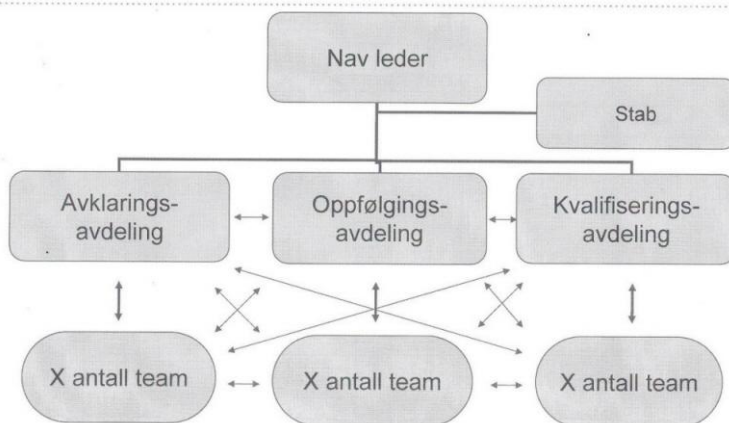 Nav leder
Stab
Avklarings-
avdeling
Oppfølgings-
avdeling
Kvalifiserings-
avdeling
X antall team
X antall team
X antall team